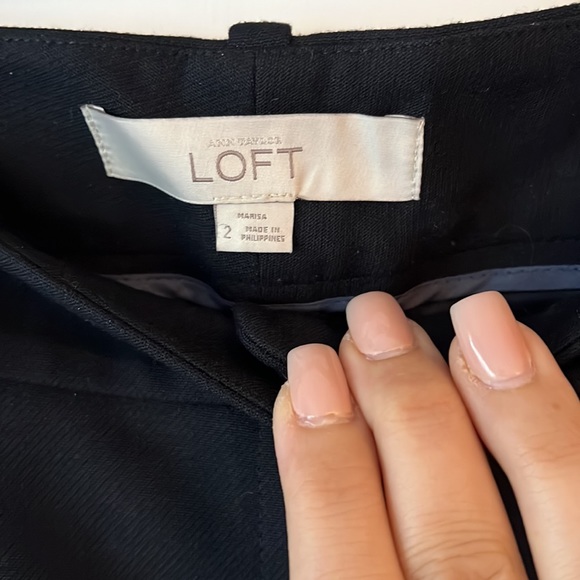 ANN TAYLOR
LOFT
MARISA
2 MADE IN
PHILIPPINES